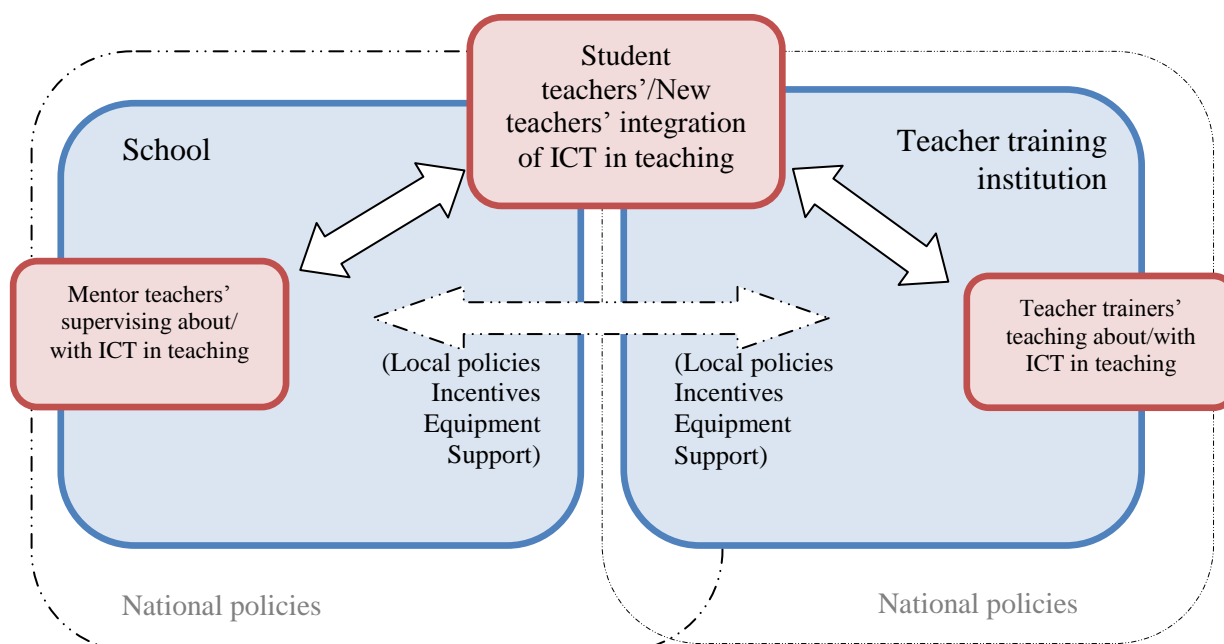 Student
teachers’/New
teachers’ integration
of ICT in teaching
School
Teacher training
institution
Mentor teachers’
supervising about/
with ICT in teaching
Teacher trainers’
teaching about/with
ICT in teaching
(Local policies
Incentives
Equipment
Support)
(Local policies
Incentives
Equipment
Support)
National policies
National policies